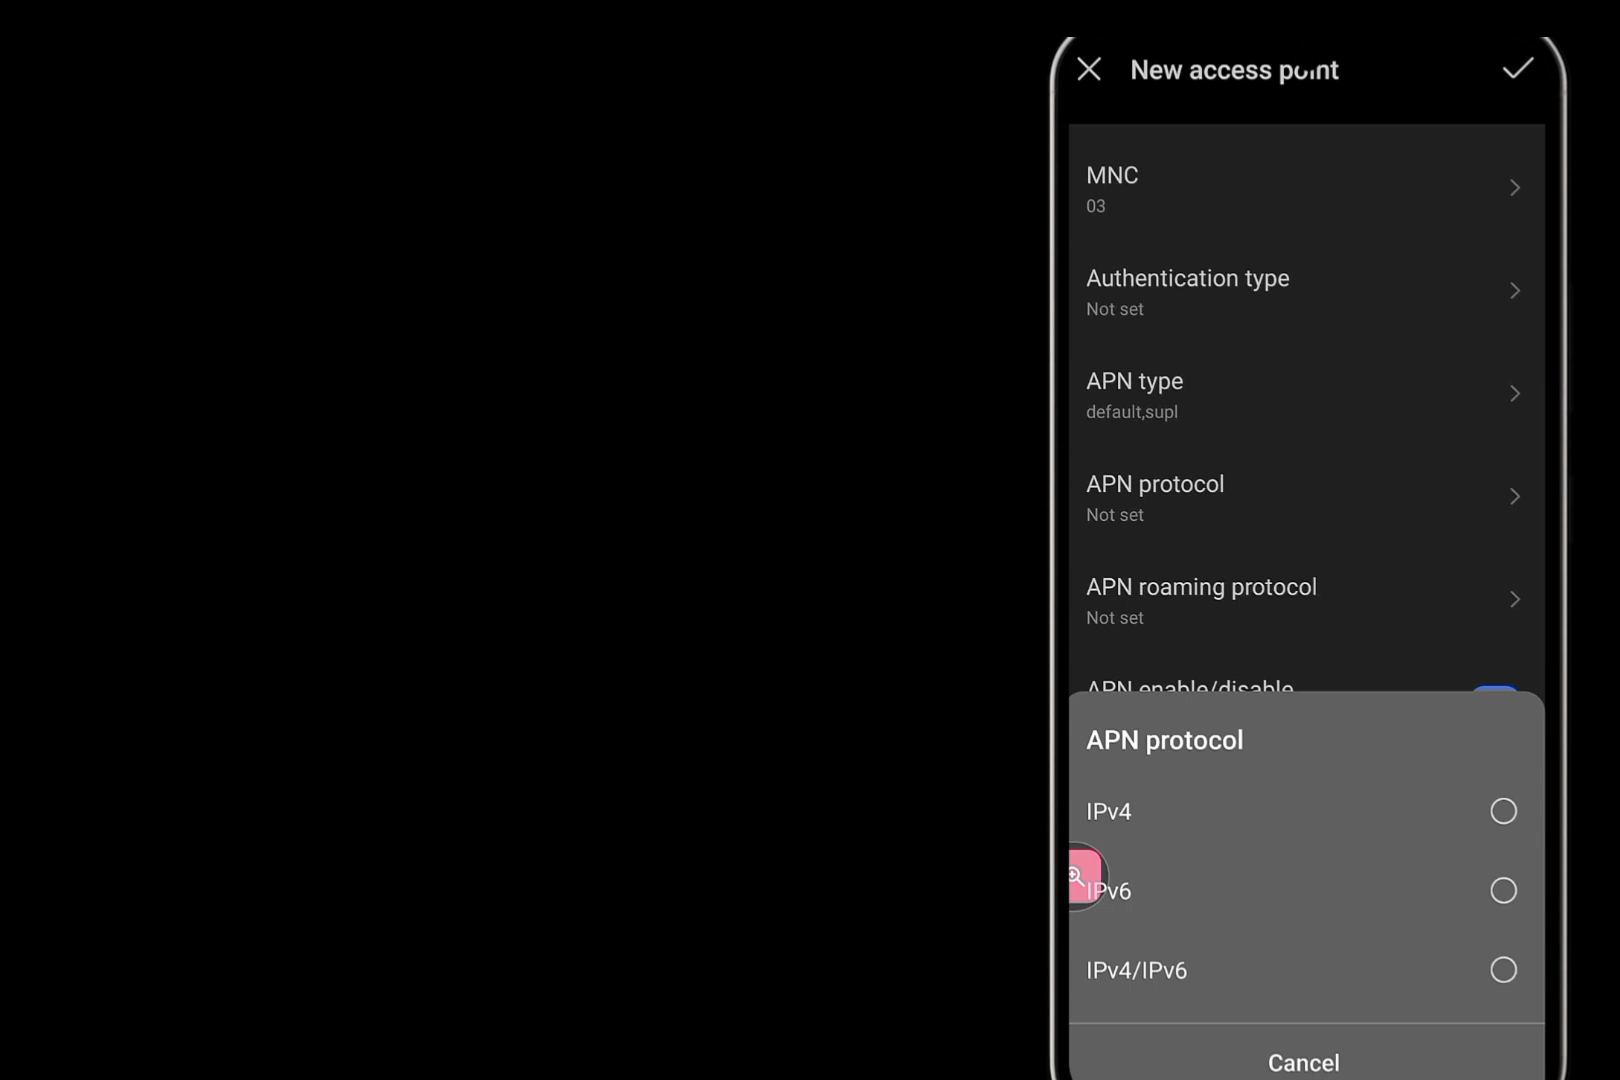 New access point
MNC
03
Authentication type
Not set
APN type
default,supl
APN protocol
Not set
APN roaming protocol
Not set
APN enable/disable
APN protocol
IPv4
IPv6
IPv4/IPv6
Cancel